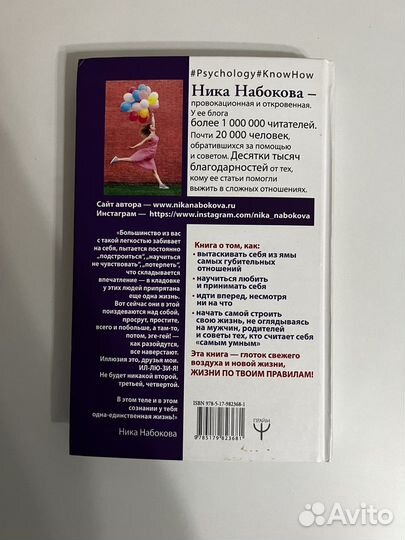 #Psychology#KnowHow
Ника Набокова –
провокационная и откровенная.
У ее блога
более 1 000 000 читателей.
Почти 20 000 человек,
обратившихся за помощью
и советом. Десятки тысяч
благодарностей от тех,
кому ее статьи помогли
выжить в сложных отношениях.
Сайт автора — www.nikanabokova.ru
Инстаграм — https://www.instagram.com/nika_nabokova
«Большинство из вас
с такой легкостью забивает
на себя, пытается постоянно
„подстроиться“, „научиться
не чувствовать“, „потерпеть“,
что складывается
впечатление — в кладовке
у этих людей припрятана
еще одна жизнь.
Вот сейчас они в этой
поиздеваются над собой,
просрут, простите,
всего и побольше, а там-то,
потом, эге-гей! — как
разойдутся,
все наверстают.
Иллюзия это, друзья мои.
ИЛ-ЛЮ-ЗИ-Я!
Не будет никакой второй,
третьей, четвертой.
В этом теле и в этом
сознании у тебя
одна-единственная жизнь!»
Ника Набокова
Книга о том, как:
• вытаскивать себя из ямы
самых губительных
отношений
• научиться любить
и принимать себя
• идти вперед, несмотря
ни на что
• начать самой строить
свою жизнь, не оглядываясь
на мужчин, родителей
и советы тех, кто считает себя
«самым умным»
Эта книга — глоток свежего
воздуха и новой жизни,
ЖИЗНИ ПО ТВОИМ ПРАВИЛАМ!
ISBN 978-5-17-982368-1
9785179823681
ПРАЙМ
Avito